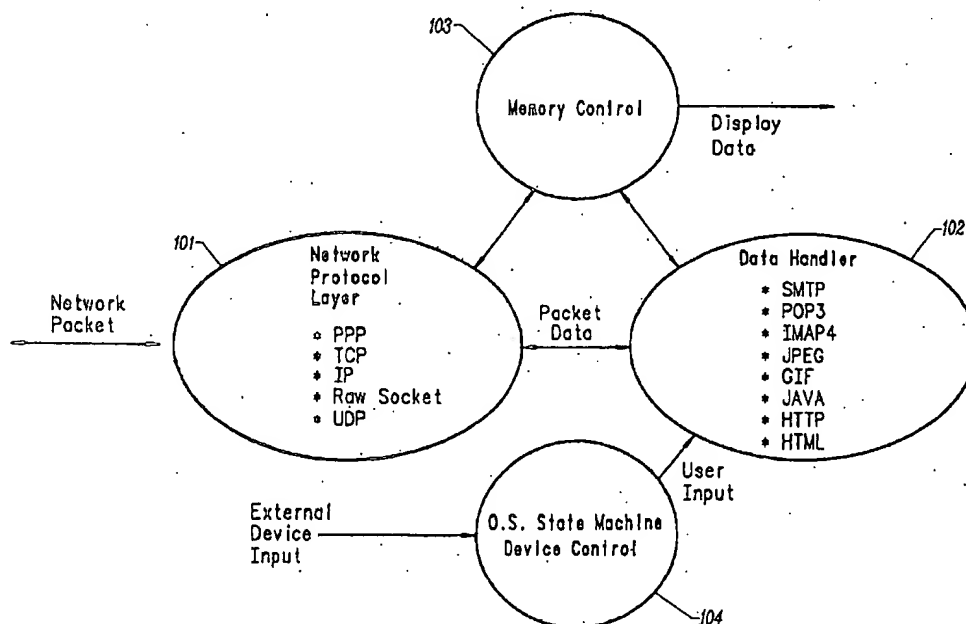 103
Memory Control
Display
Data
101
Network
Protocol
Layer
* PPP
* TCP
* IP
* Raw Socket
* UDP
Network
Packet
Packet
Data
102
Data Handler
* SMTP
* POP3
* IMAP4
* JPEG
* GIF
* JAVA
* HTTP
* HTML
User
Input
External
Device
Input
O.S. State Machine
Device Control
104